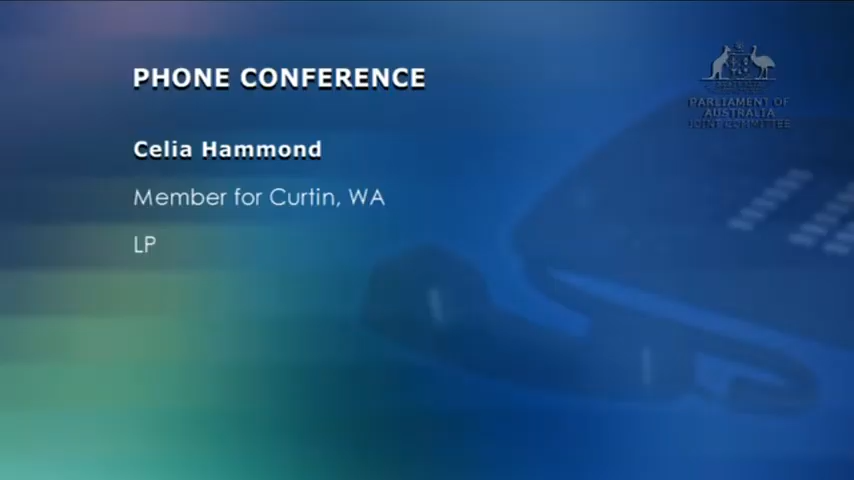 PHONE CONFERENCE
PARLIAMENT OF
AUSTRALIA
JOINT COMMITTEE
Celia Hammond
Member for Curtin, WA
LP